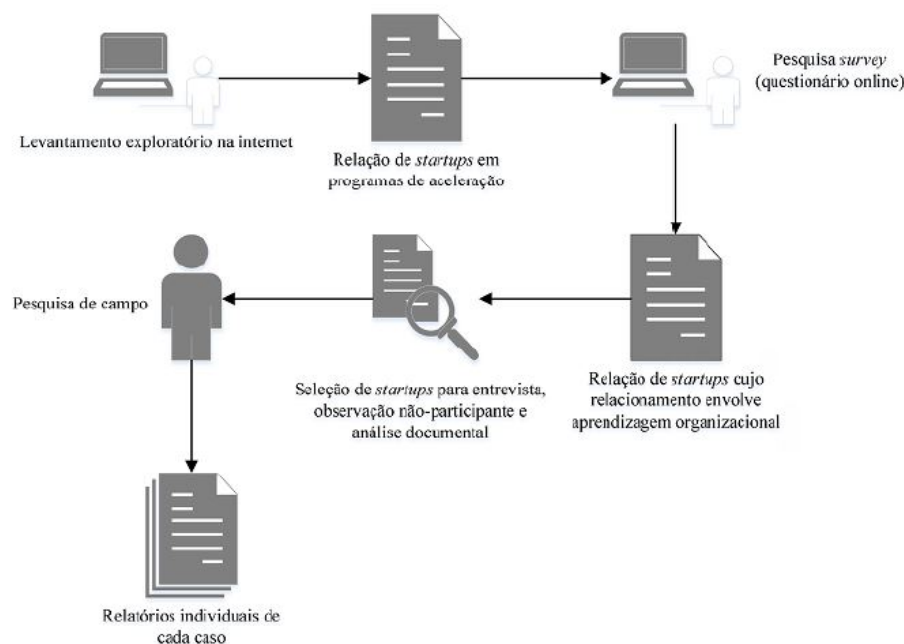 Levantamento exploratório na internet
Relação de startups em
programas de aceleração
Pesquisa survey
(questionário online)
Relação de startups cujo
relacionamento envolve
aprendizagem organizacional
Seleção de startups para entrevista,
observação não-participante e
análise documental
Pesquisa de campo
Relatórios individuais de
cada caso